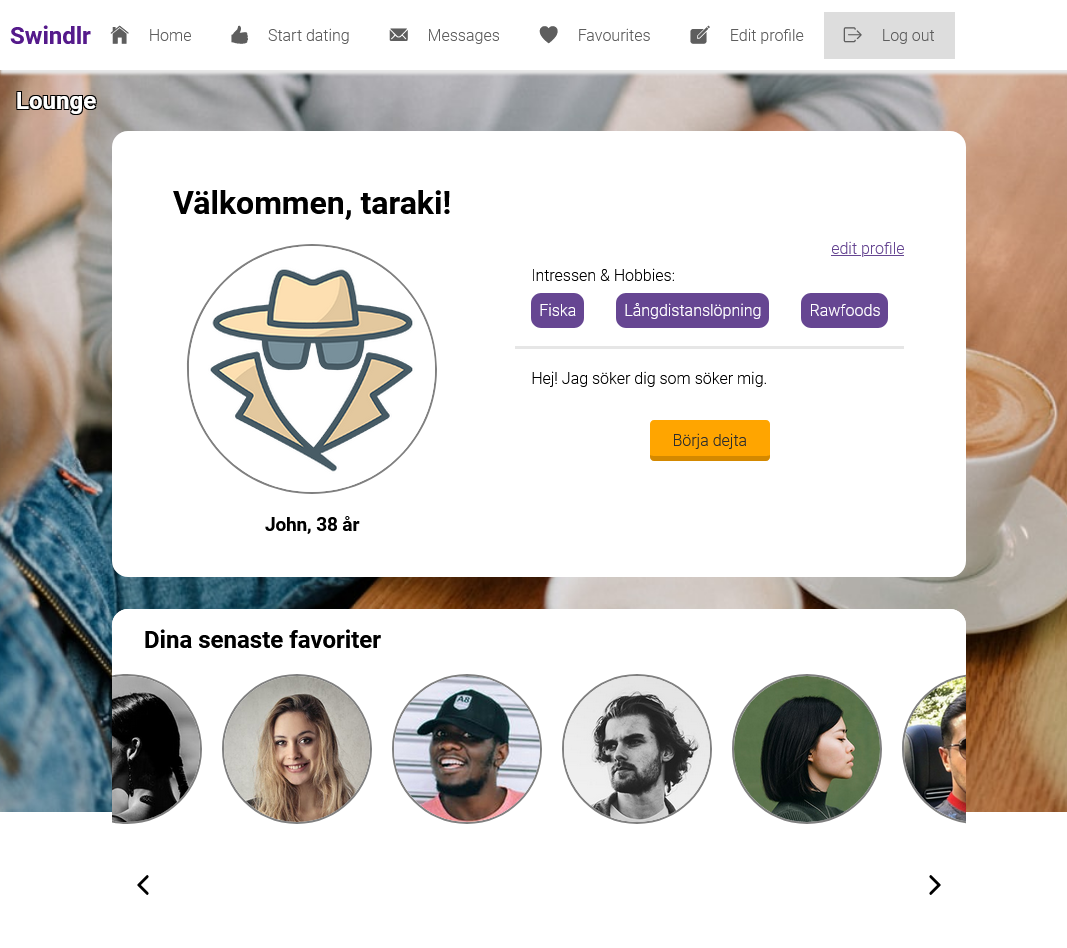 Swindlr Home Start dating Messages Favourites Edit profile Log out
Lounge
Välkommen, taraki!
edit profile
Intressen & Hobbies:
Fiska Långdistanslöpning Rawfoods
Hej! Jag söker dig som söker mig.
Börja dejta
John, 38 år
Dina senaste favoriter
A8